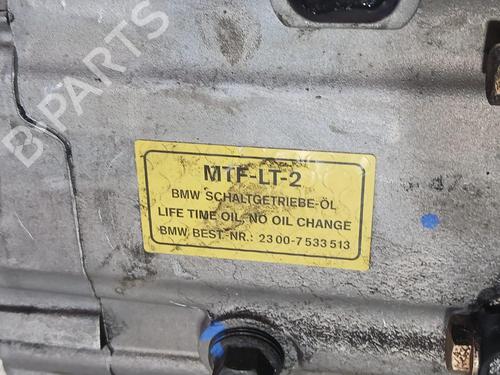 BPARTS
MTF-LT-2
BMW SCHALTGETRIEBE-ÖL
LIFE TIME OIL, NO OIL CHANGE
BMW BEST.-NR.: 23 00-7 533 513